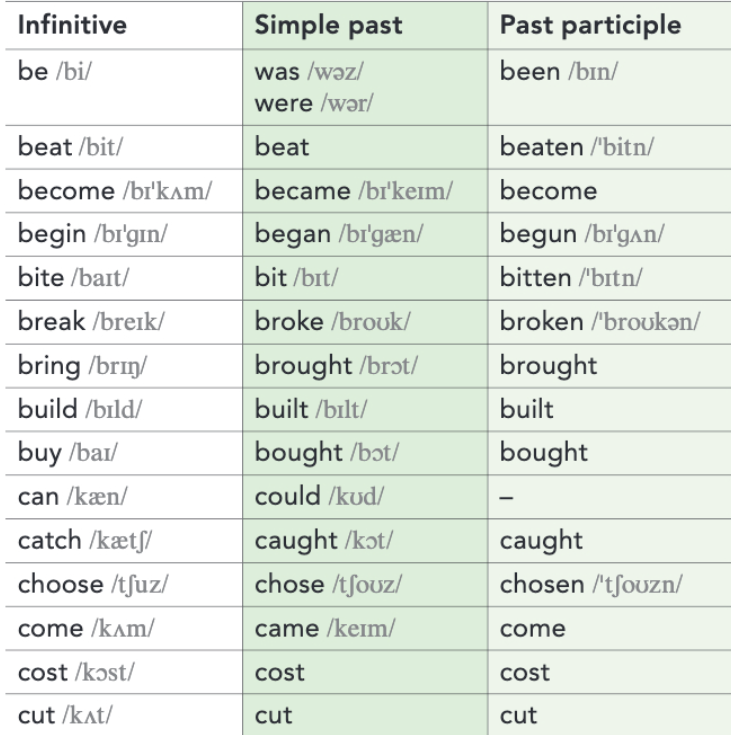 Infinitive Simple past Past participle
be /bi/ was /wəz/ been /bɪn/
were /wər/
beat /bit/ beat beaten /ˈbitn/
become /bɪˈkʌm/ became /bɪˈkeɪm/ become
begin /bɪˈɡɪn/ began /bɪˈɡæn/ begun /bɪˈɡʌn/
bite /baɪt/ bit /bɪt/ bitten /ˈbɪtn/
break /breɪk/ broke /broʊk/ broken /ˈbroʊkən/
bring /brɪŋ/ brought /brɔt/ brought
build /bɪld/ built /bɪlt/ built
buy /baɪ/ bought /bɔt/ bought
can /kæn/ could /kʊd/ –
catch /kætʃ/ caught /kɔt/ caught
choose /tʃuz/ chose /tʃoʊz/ chosen /ˈtʃoʊzn/
come /kʌm/ came /keɪm/ come
cost /kɔst/ cost cost
cut /kʌt/ cut cut